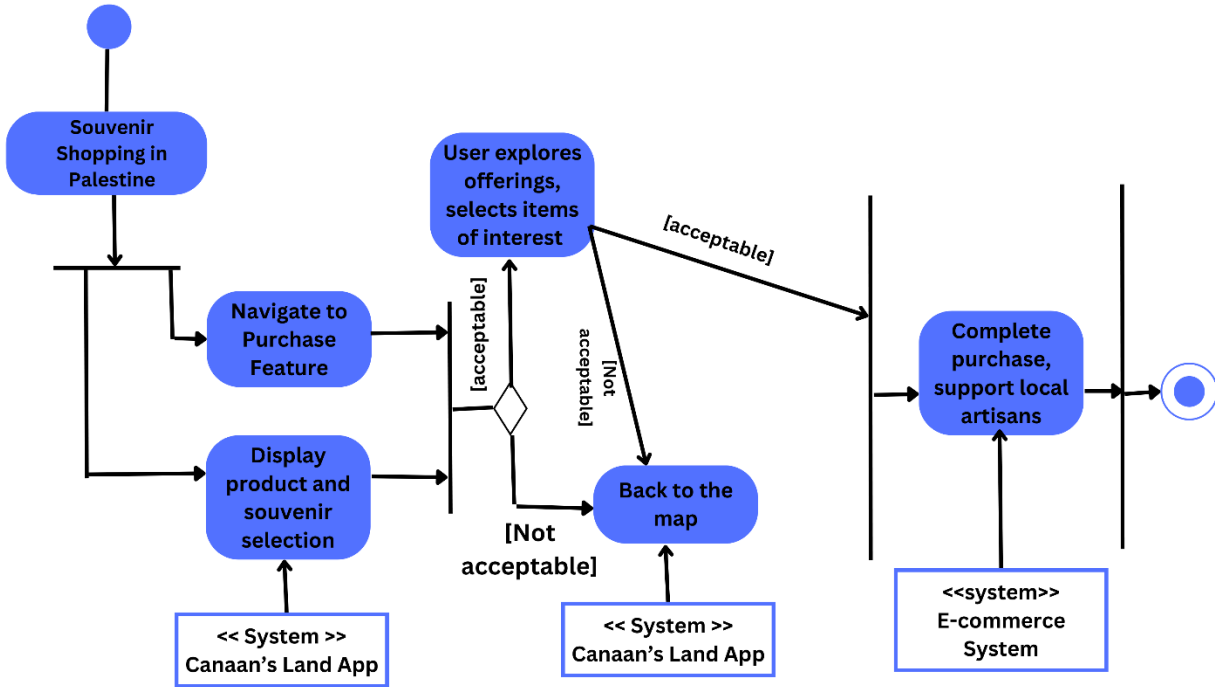 Souvenir
Shopping in
Palestine
User explores
offerings,
selects items
of interest
[acceptable]
Navigate to
Purchase
Feature
[acceptable]
[Not
acceptable]
Complete
purchase,
support local
artisans
Display
product and
souvenir
selection
Back to the
map
[Not
acceptable]
<< System >>
Canaan's Land App
<< System >>
Canaan's Land App
<<system>>
E-commerce
System